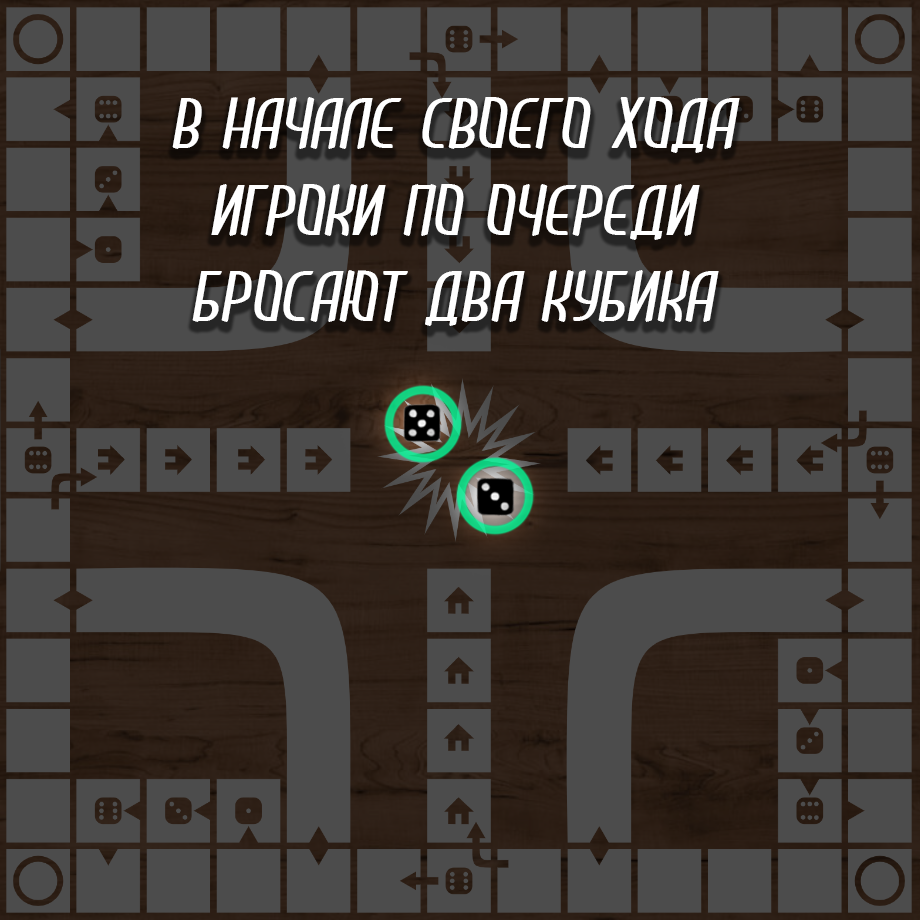 В НАЧАЛЕ СВОЕГО ХОДА
ИГРОКИ ПО ОЧЕРЕДИ
БРОСАЮТ ДВА КУБИКА